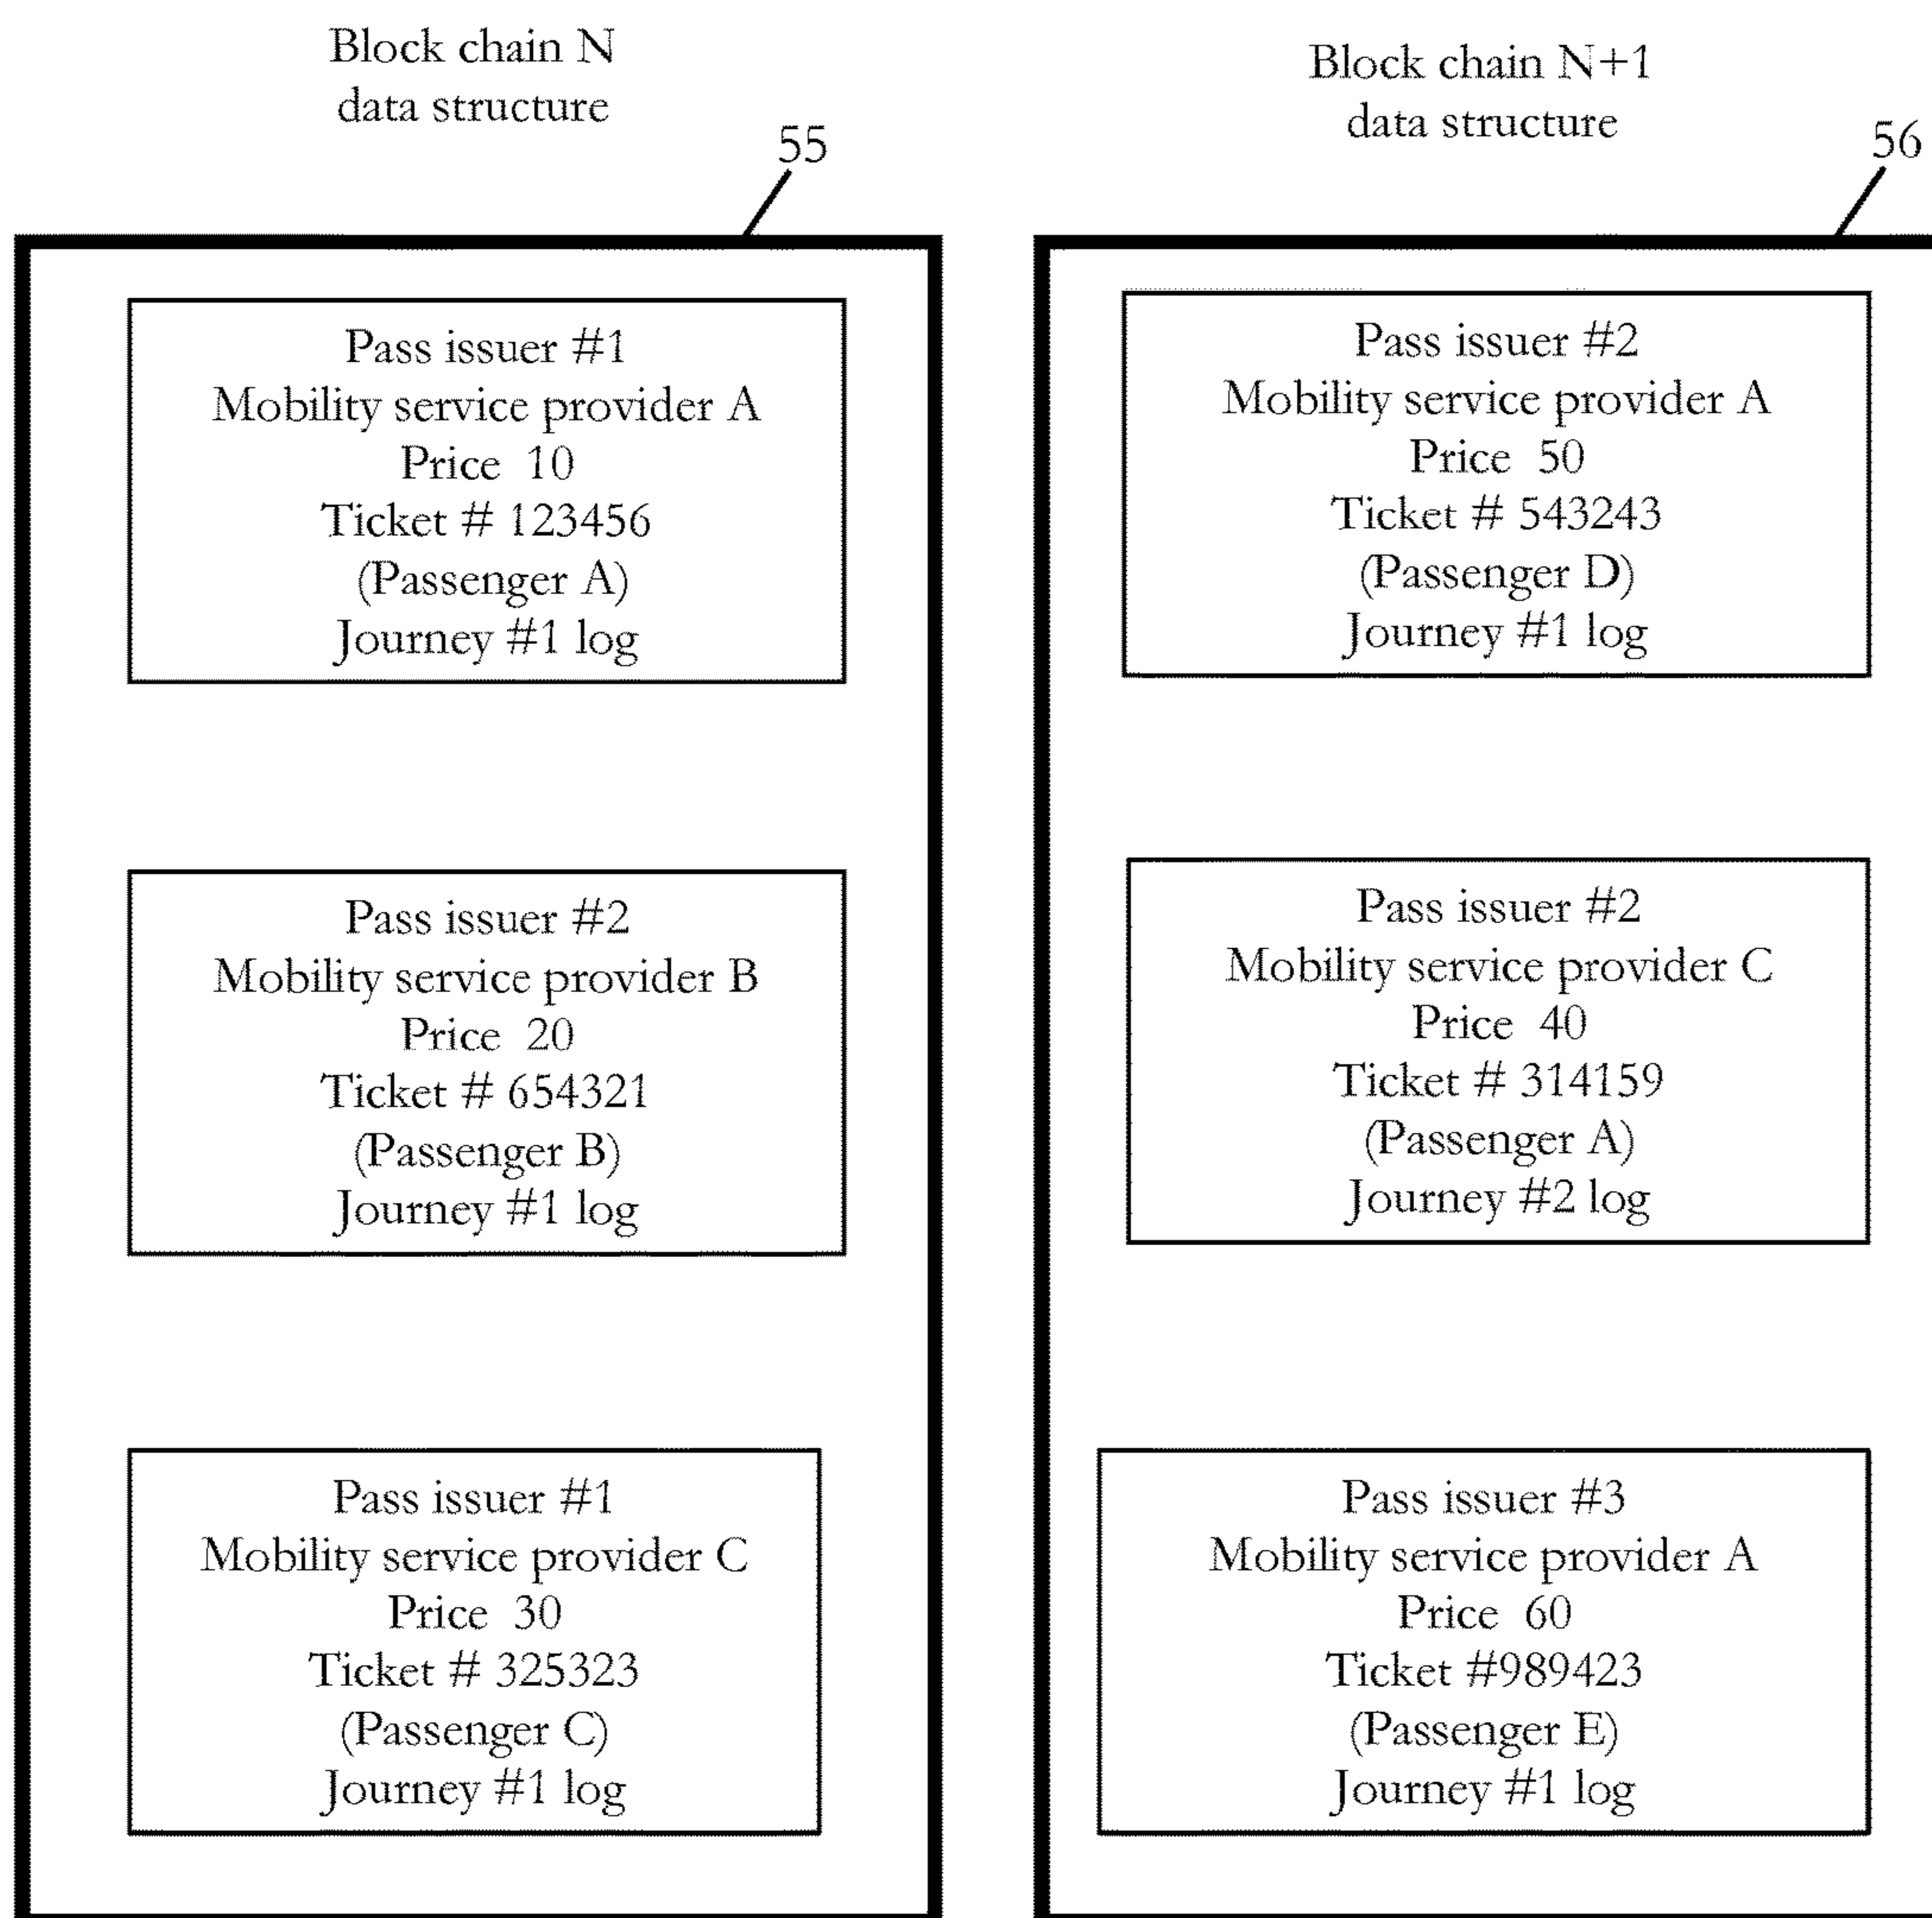 Block chain N
data structure
55
Pass issuer #1
Mobility service provider A
Price 10
Ticket # 123456
(Passenger A)
Journey #1 log
Pass issuer #2
Mobility service provider B
Price 20
Ticket # 654321
(Passenger B)
Journey #1 log
Pass issuer #1
Mobility service provider C
Price 30
Ticket # 325323
(Passenger C)
Journey #1 log
Block chain N+1
data structure
56
Pass issuer #2
Mobility service provider A
Price 50
Ticket # 543243
(Passenger D)
Journey #1 log
Pass issuer #2
Mobility service provider C
Price 40
Ticket # 314159
(Passenger A)
Journey #2 log
Pass issuer #3
Mobility service provider A
Price 60
Ticket #989423
(Passenger E)
Journey #1 log